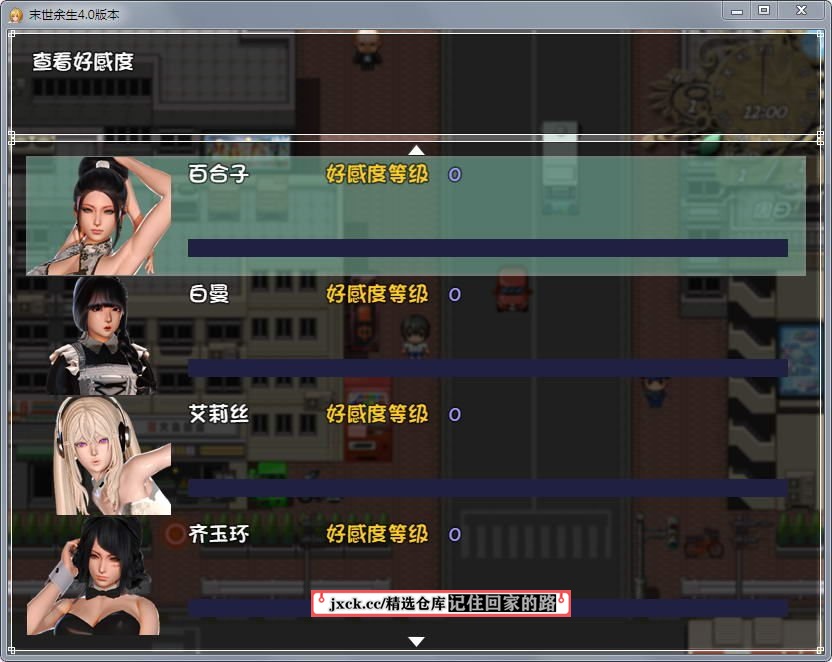 末世余生4.0版本
查看好感度
12:00
百合子 好感度等级 0
白曼 好感度等级 0
艾莉丝 好感度等级 0
齐玉环 好感度等级 0
jxck.cc/精选仓库记住回家的路